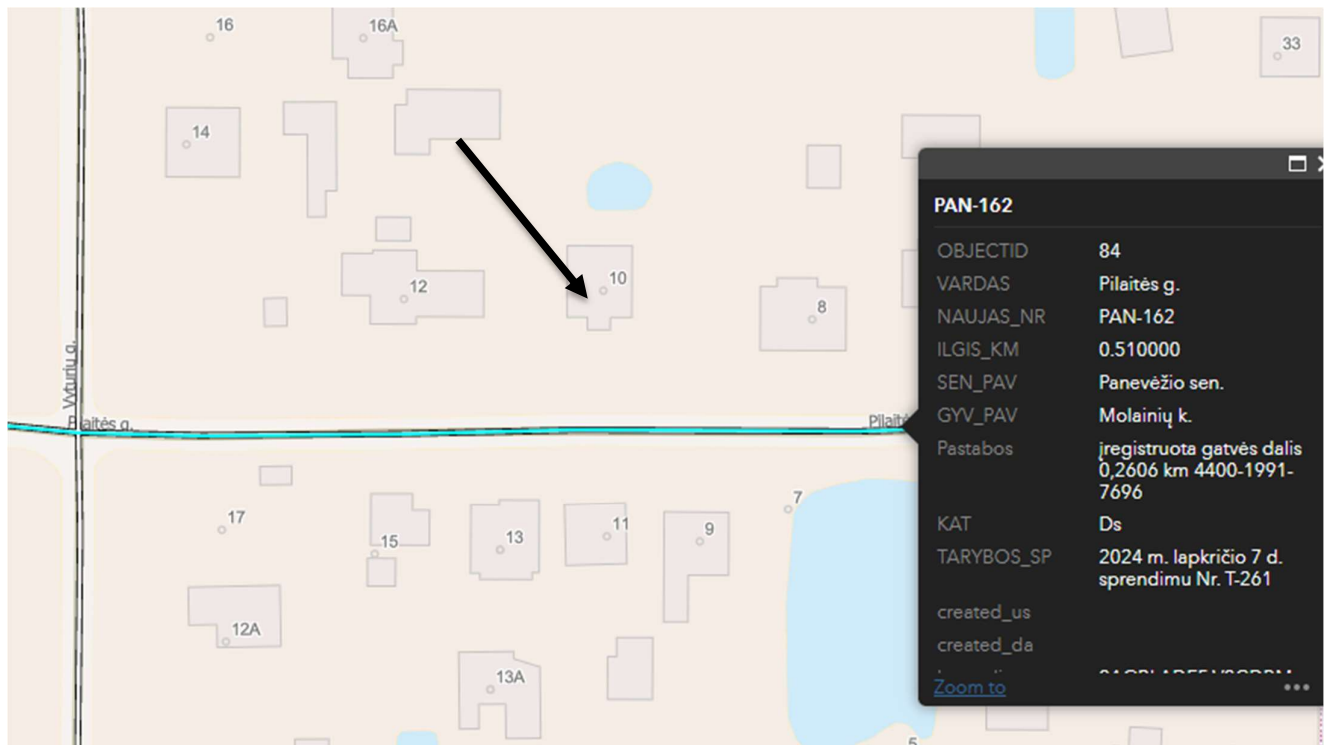 16
16A
33
14
12
10
8
Vyturių g.
Pilaitės g.
Pilaitė
17
15
13
11
9
7
12A
13A
5
PAN-162
OBJECTID 84
VARDAS Pilaitės g.
NAUJAS_NR PAN-162
ILGIS_KM 0.510000
SEN_PAV Panevėžio sen.
GYV_PAV Molainių k.
Pastabos įregistruota gatvės dalis
0,2606 km 4400-1991-
7696
KAT Ds
TARYBOS_SP 2024 m. lapkričio 7 d.
sprendimu Nr. T-261
created_us
created_da
Zoom to